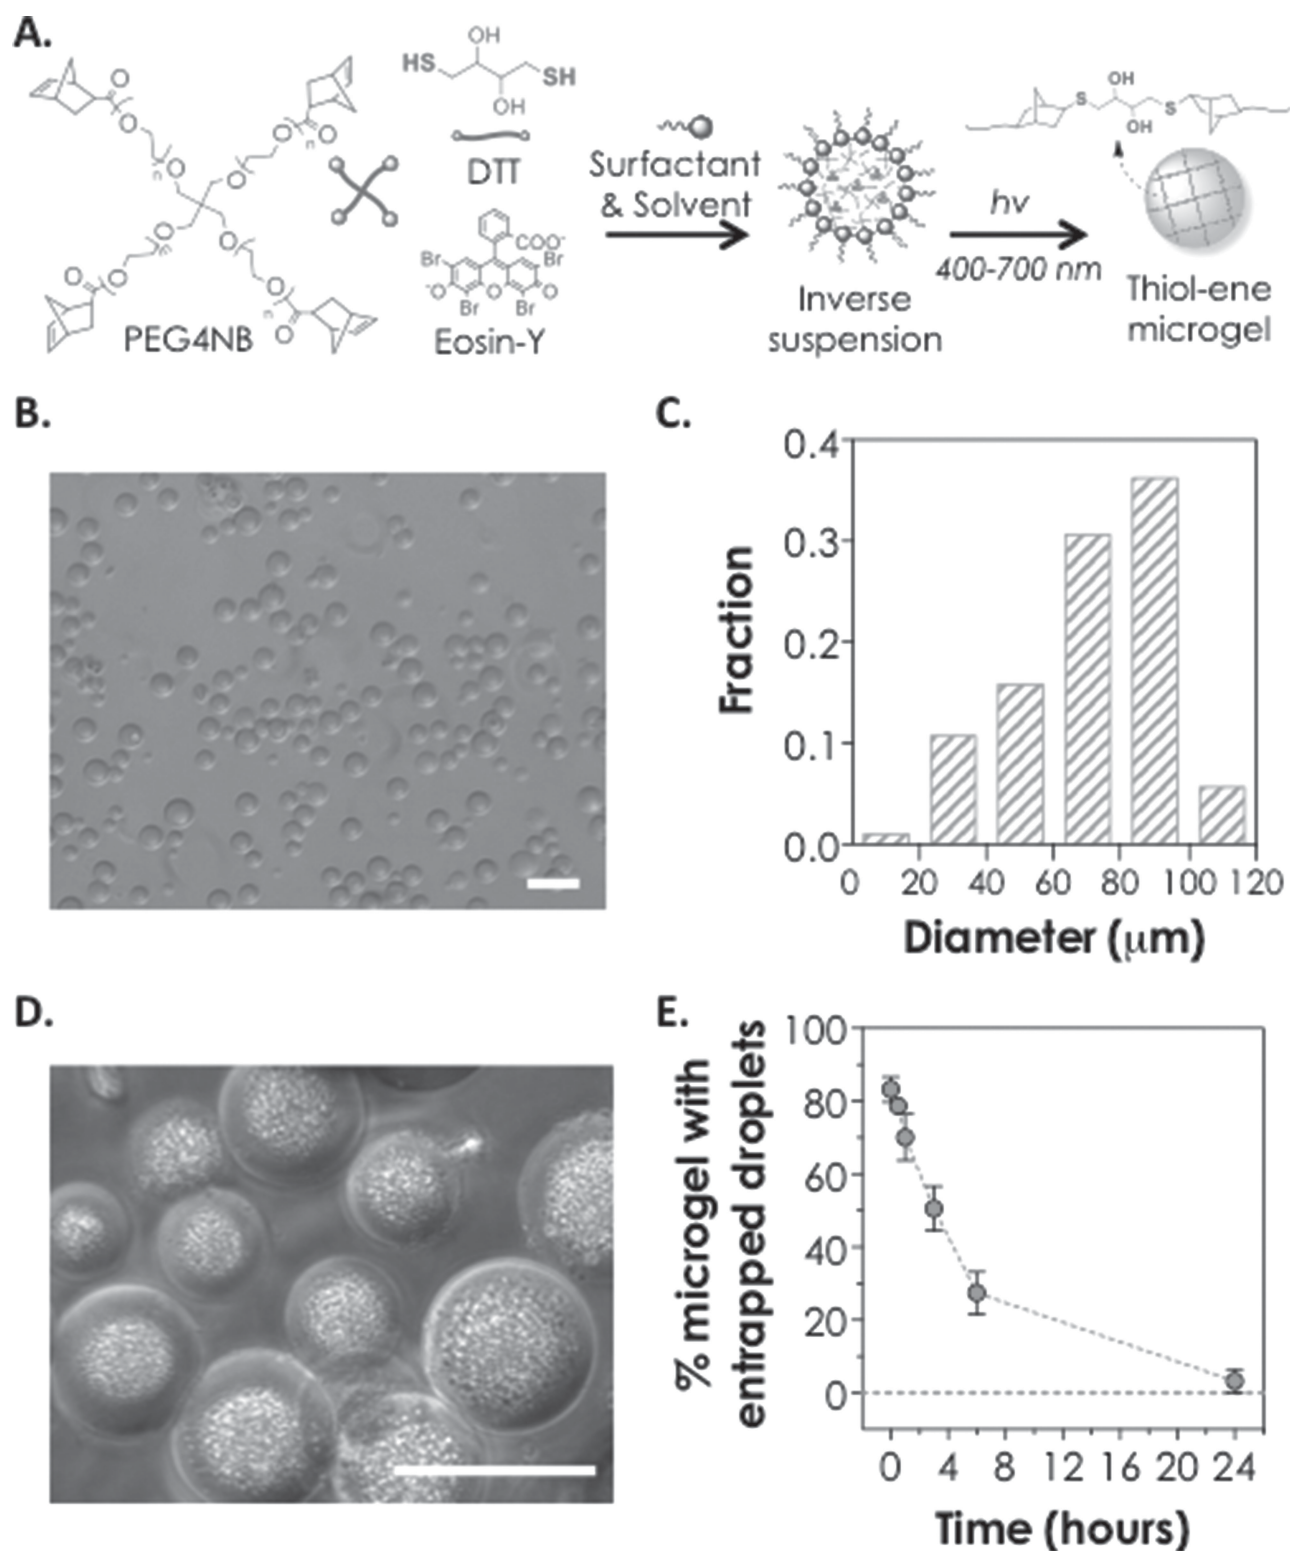 A.
O
O
n
O
O
O
n
O
O
O
n
O
O
O
n
O
PEG4NB
OH
HS
SH
OH
DTT
COO-
Br
Br
-O
O
O
Br
Br
Eosin-Y
Surfactant
& Solvent
Inverse
suspension
hv
400-700 nm
OH
S
S
OH
Thiol-ene
microgel
B.
C.
0.4
0.3
0.2
0.1
0.0
Fraction
0 20 40 60 80 100 120
Diameter (μm)
D.
E.
100
80
60
40
20
0
% microgel with
entrapped droplets
0 4 8 12 16 20 24
Time (hours)